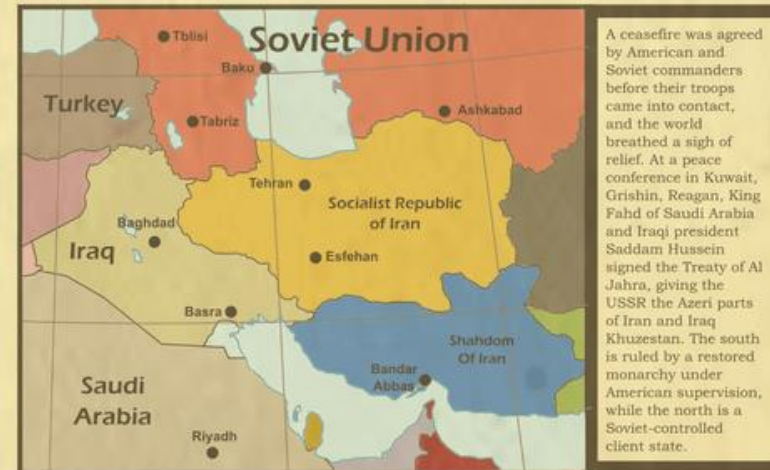 Tblisi
Soviet Union
Baku
Turkey
Ashkabad
Tabriz
Tehran
Socialist Republic
of Iran
Baghdad
Iraq
Esfehan
Basra
Shahdom
Of Iran
Bandar
Abbas
Saudi
Arabia
Riyadh
A ceasefire was agreed
by American and
Soviet commanders
before their troops
came into contact,
and the world
breathed a sigh of
relief. At a peace
conference in Kuwait,
Grishin, Reagan, King
Fahd of Saudi Arabia
and Iraqi president
Saddam Hussein
signed the Treaty of Al
Jahra, giving the
USSR the Azeri parts
of Iran and Iraq
Khuzestan. The south
is ruled by a restored
monarchy under
American supervision,
while the north is a
Soviet-controlled
client state.